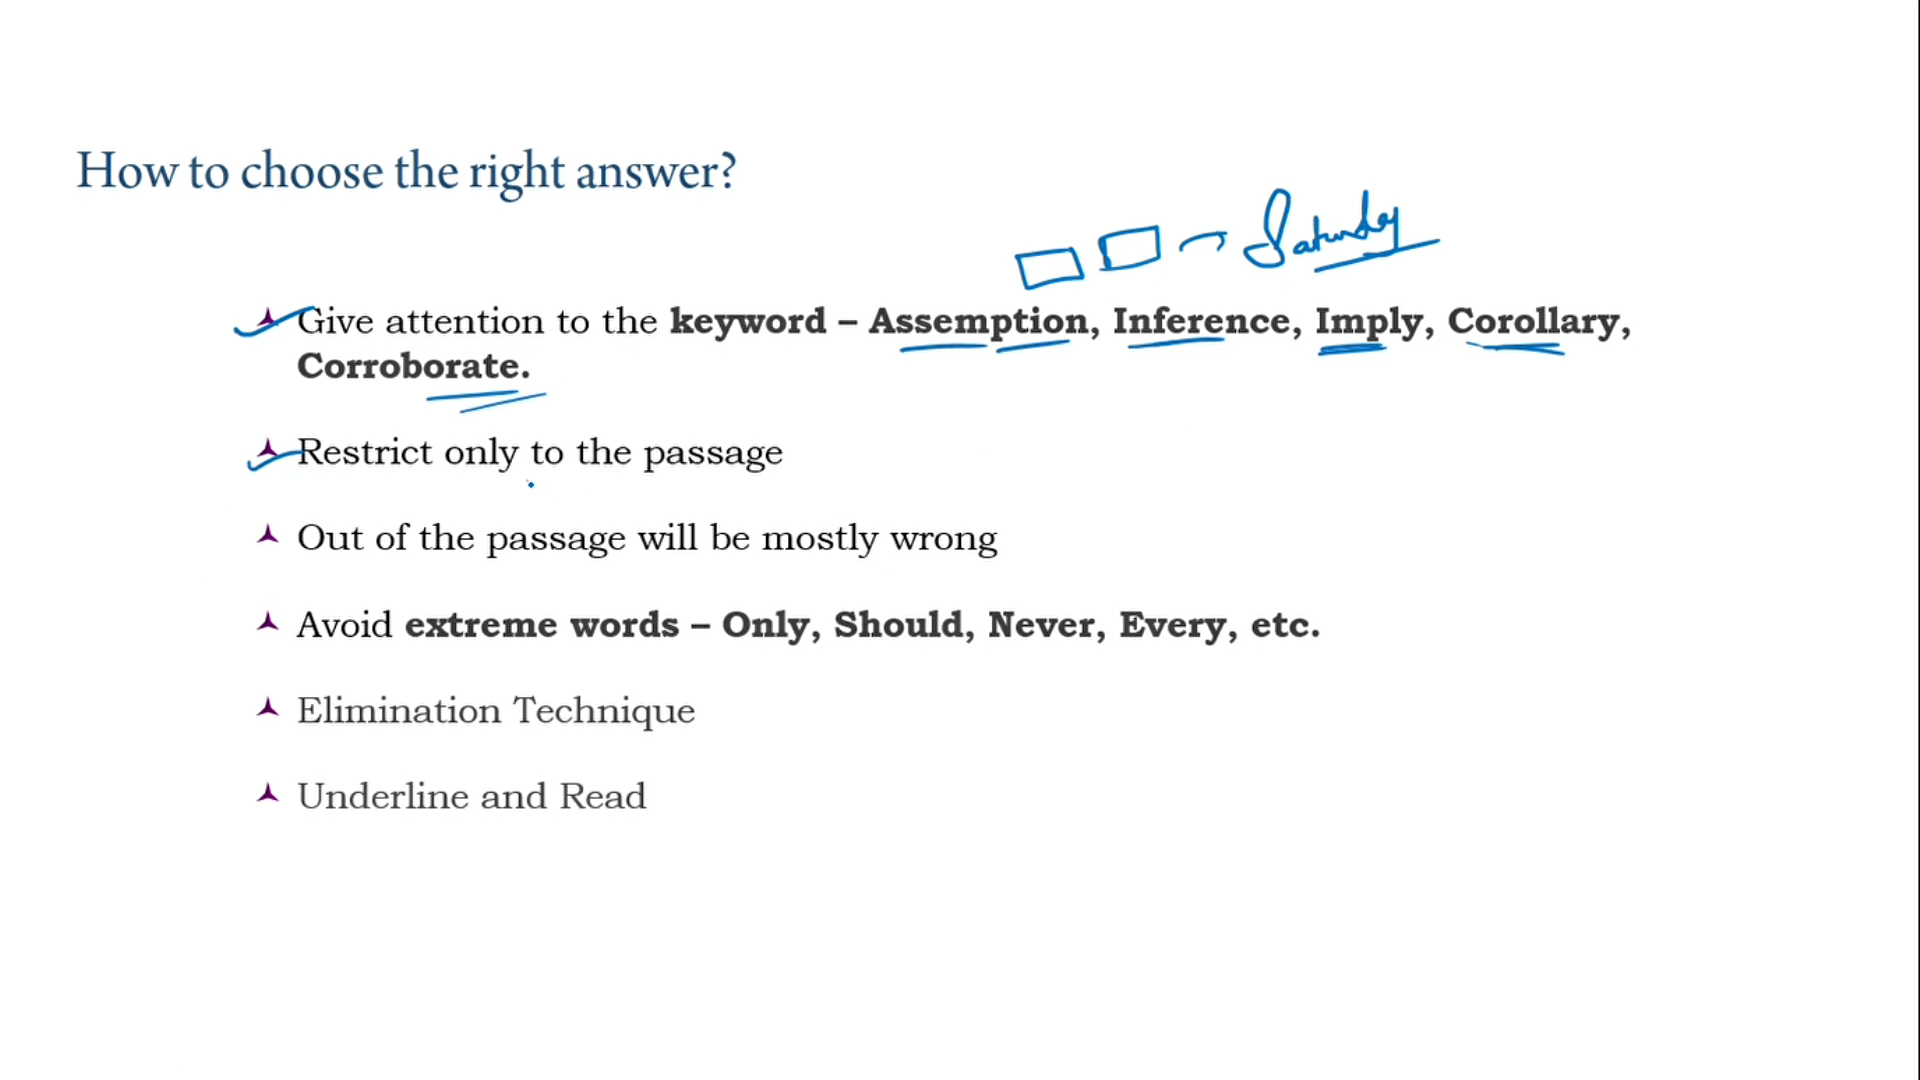 How to choose the right answer?
Saturday
Give attention to the keyword – Assemption, Inference, Imply, Corollary,
Corroborate.
Restrict only to the passage
Out of the passage will be mostly wrong
Avoid extreme words – Only, Should, Never, Every, etc.
Elimination Technique
Underline and Read